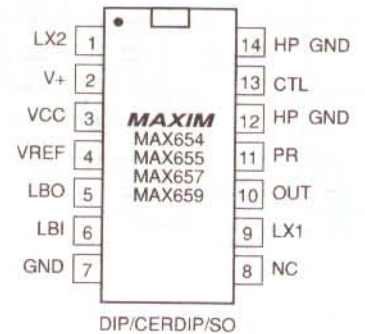 LX2 1 14 HP GND
V+ 2 13 CTL
VCC 3 MAXIM 12 HP GND
MAX654
VREF 4 MAX655 11 PR
MAX657
LBO 5 MAX659 10 OUT
LBI 6 9 LX1
GND 7 8 NC
DIP/CERDIP/SO